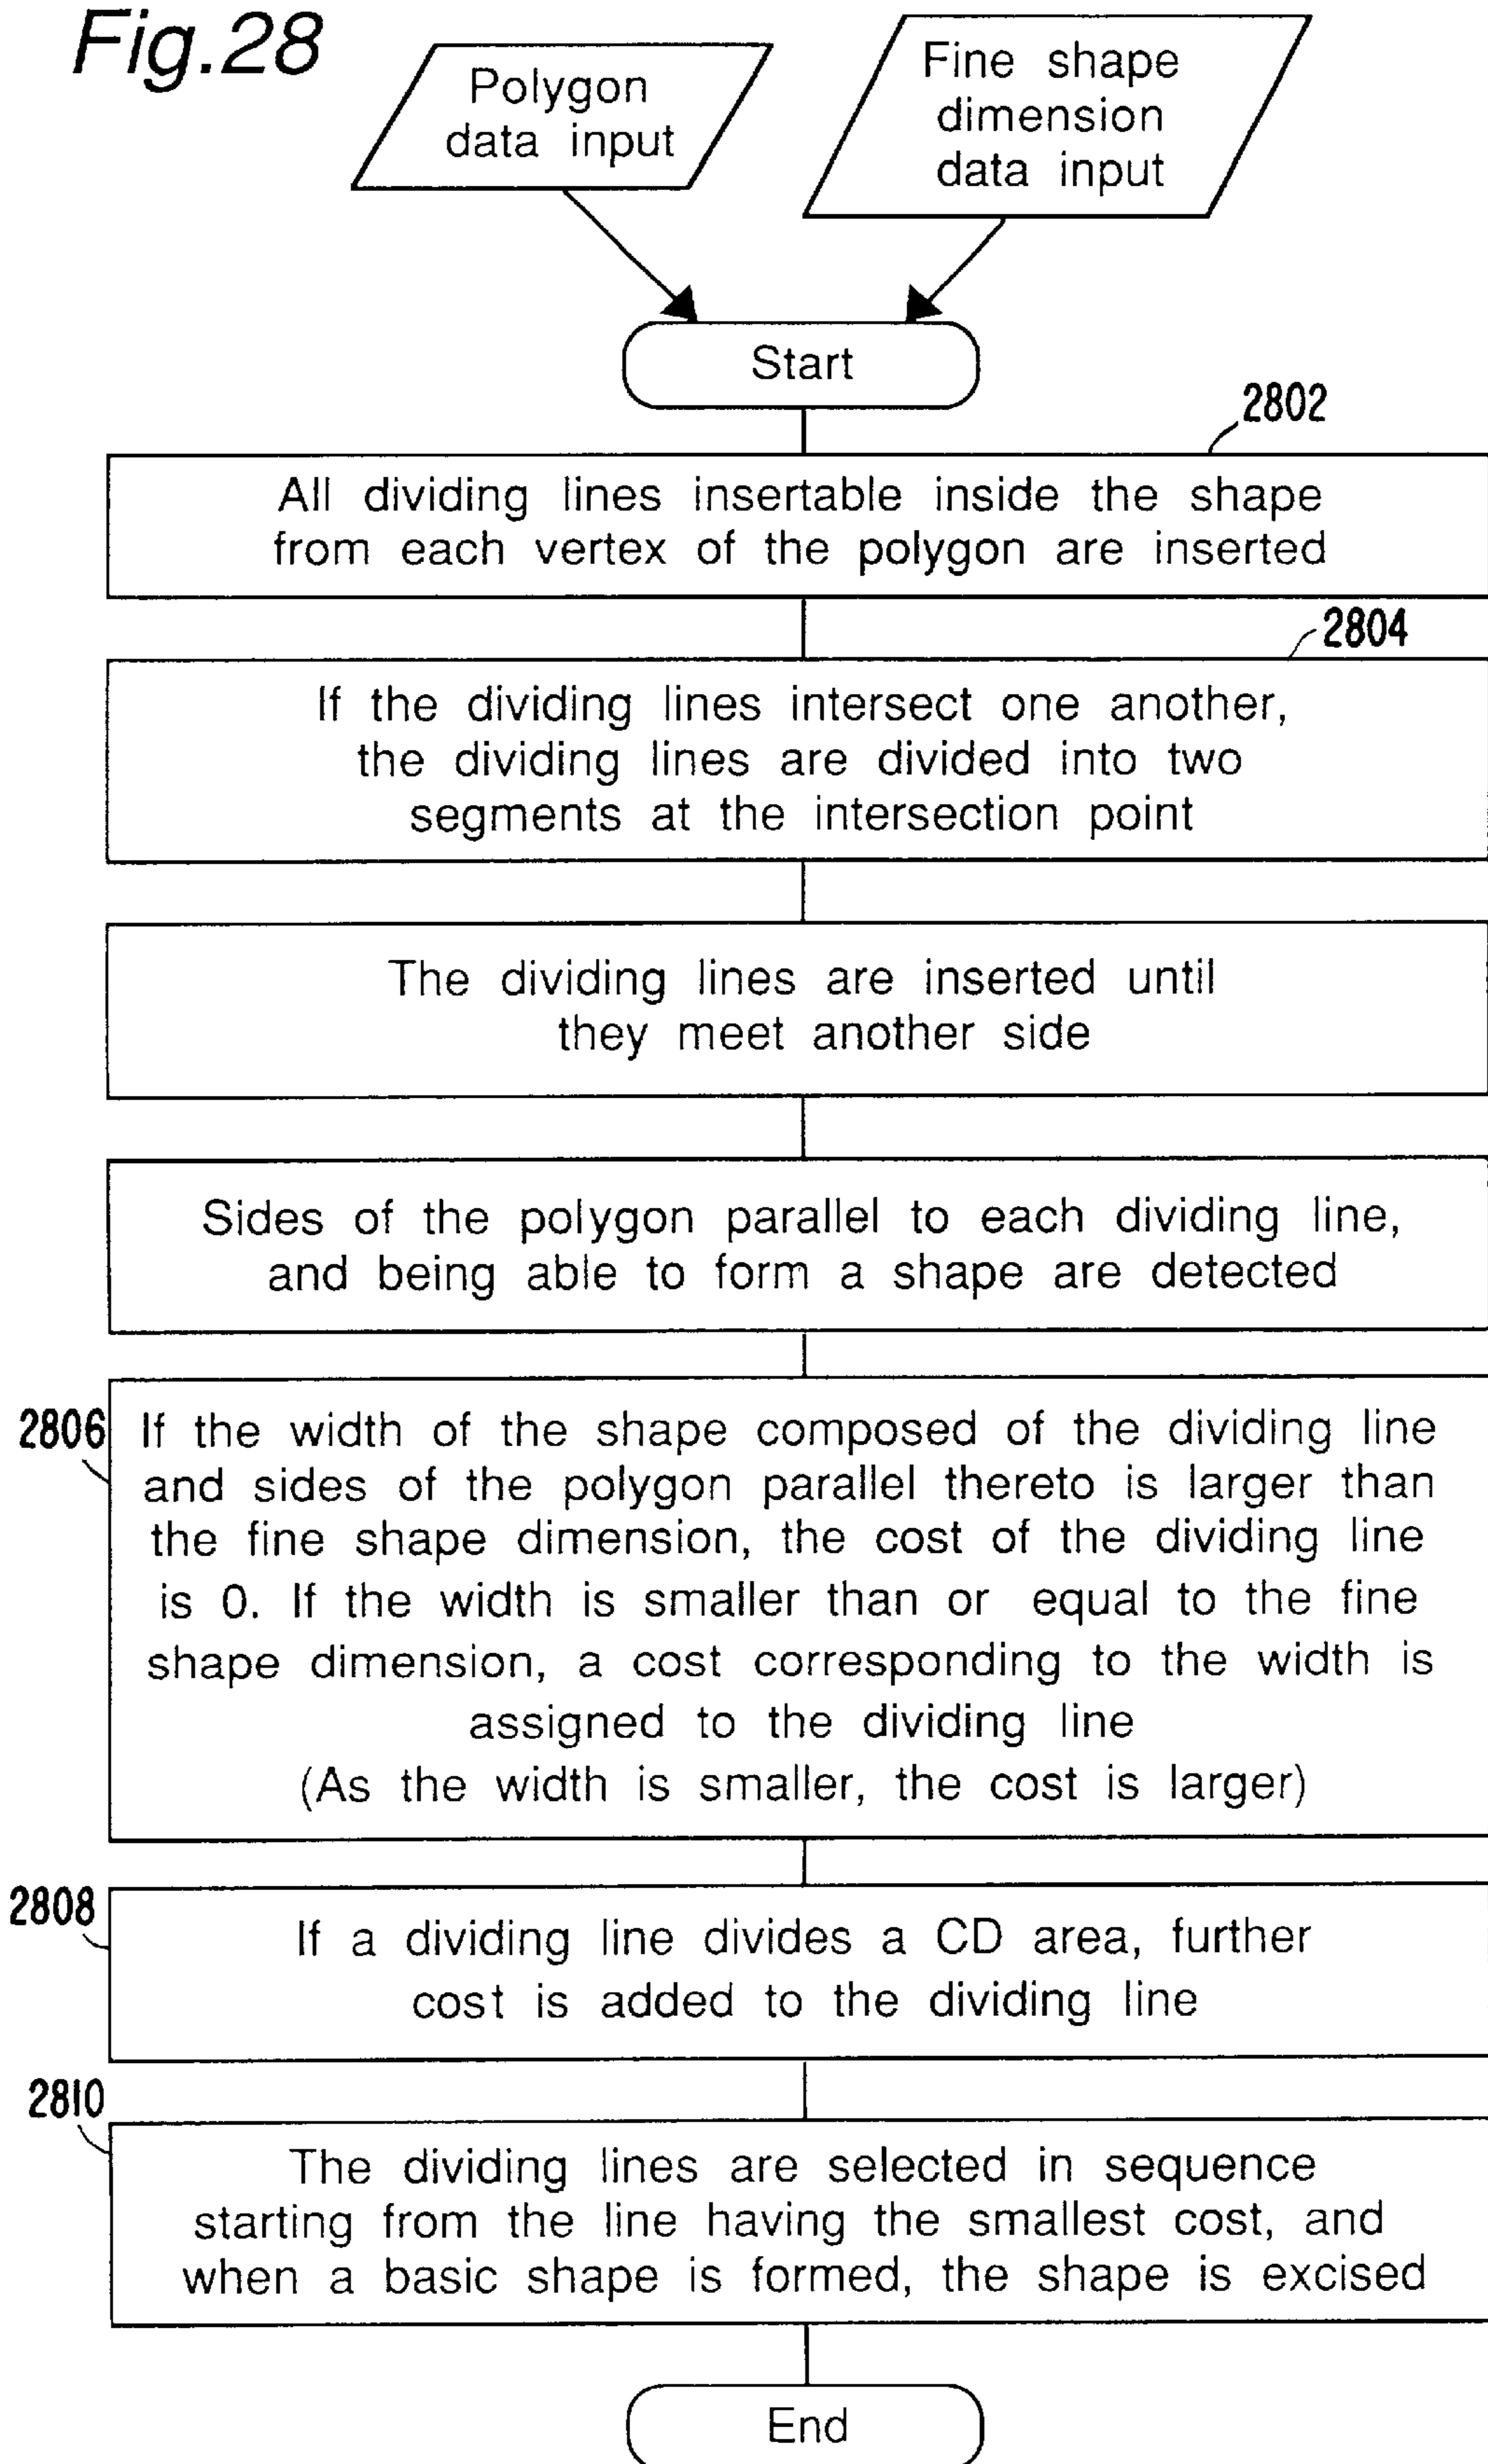 Fig.28
Polygon
data input
Fine shape
dimension
data input
Start
2802
All dividing lines insertable inside the shape
from each vertex of the polygon are inserted
2804
If the dividing lines intersect one another,
the dividing lines are divided into two
segments at the intersection point
The dividing lines are inserted until
they meet another side
Sides of the polygon parallel to each dividing line,
and being able to form a shape are detected
2806
If the width of the shape composed of the dividing line
and sides of the polygon parallel thereto is larger than
the fine shape dimension, the cost of the dividing line
is 0. If the width is smaller than or equal to the fine
shape dimension, a cost corresponding to the width is
assigned to the dividing line
(As the width is smaller, the cost is larger)
2808
If a dividing line divides a CD area, further
cost is added to the dividing line
2810
The dividing lines are selected in sequence
starting from the line having the smallest cost, and
when a basic shape is formed, the shape is excised
End